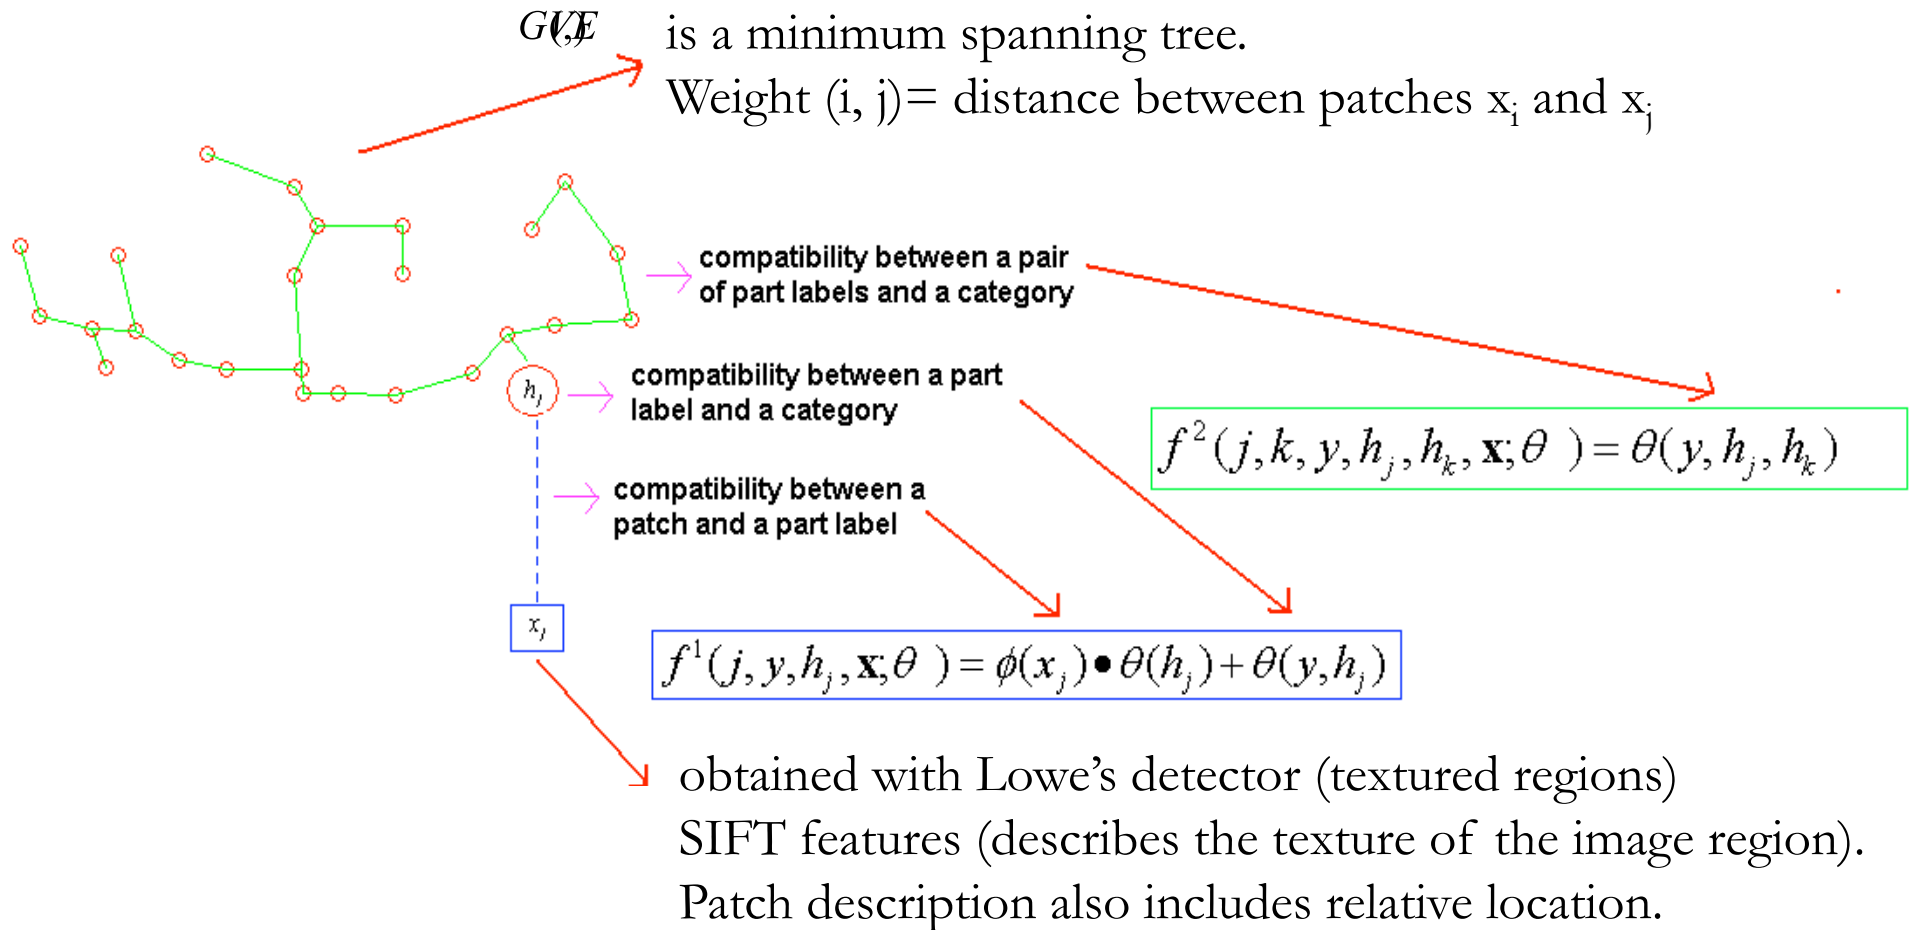 G(V,E) is a minimum spanning tree.
Weight (i, j)= distance between patches xᵢ and xⱼ
compatibility between a pair
of part labels and a category
hⱼ
compatibility between a part
label and a category
f²(j,k,y,hⱼ,hₖ,x;θ )=θ(y,hⱼ,hₖ)
compatibility between a
patch and a part label
xⱼ
f¹(j,y,hⱼ,x;θ )=ϕ(xⱼ)•θ(hⱼ)+θ(y,hⱼ)
obtained with Lowe’s detector (textured regions)
SIFT features (describes the texture of the image region).
Patch description also includes relative location.